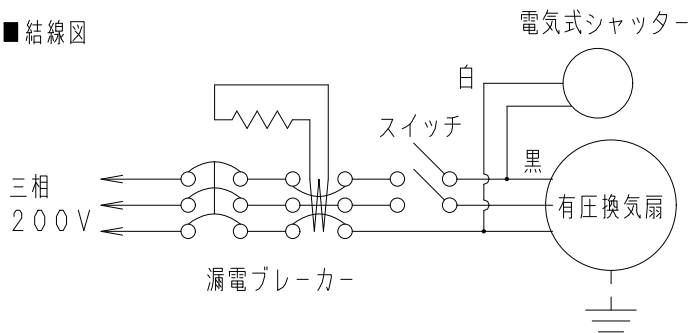 ■結線図
電気式シャッター
白
スイッチ
黒
三相
200V
有圧換気扇
漏電ブレーカー